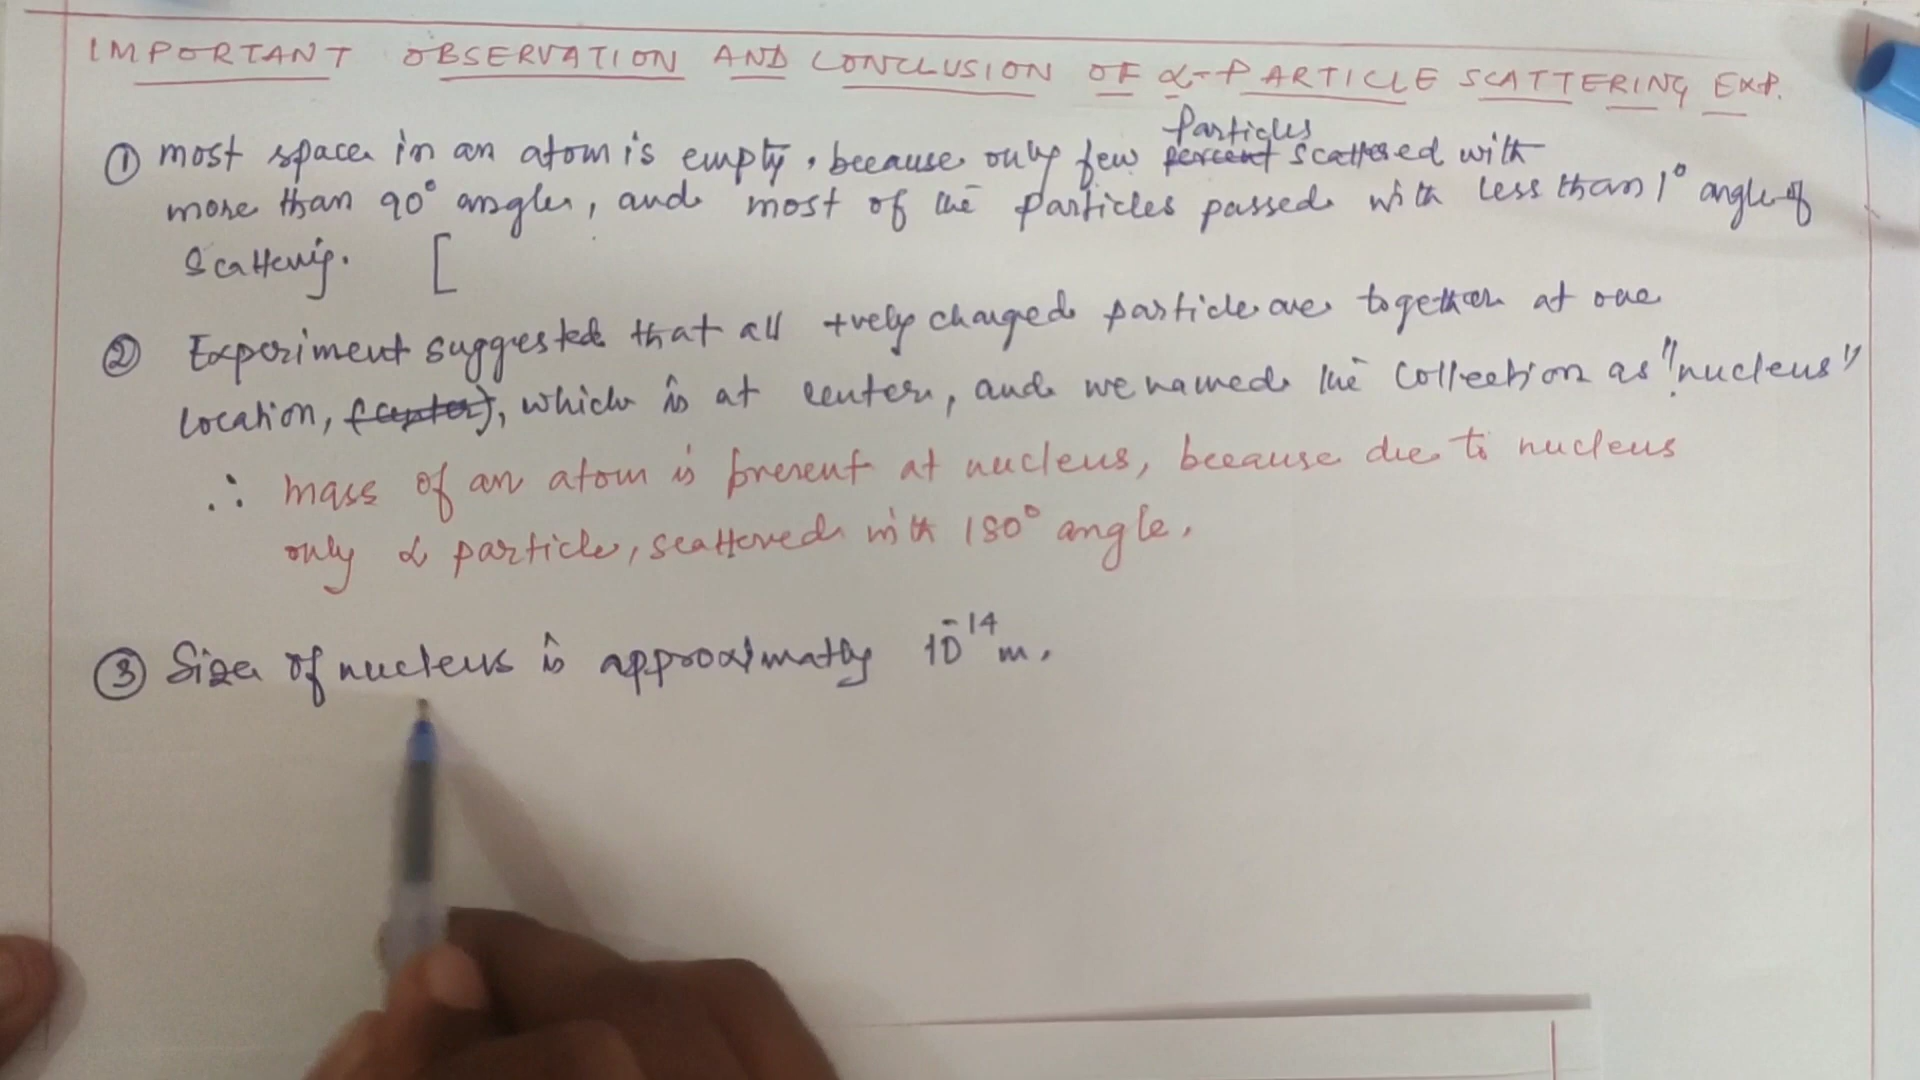 IMPORTANT OBSERVATION AND CONCLUSION OF α-PARTICLE SCATTERING EXP.
① most space in an atom is empty, because only few particles percent scattered with
more than 90° angles, and most of the particles passed with less than 1° angle of
scattering. [
② Experiment suggested that all +vely charged particle are together at one
location, (center), which is at center, and we named the collection as "nucleus"
∴ mass of an atom is present at nucleus, because due to nucleus
only α particle, scattered with 180° angle.
③ Size of nucleus is approximatly 10⁻¹⁴ m.